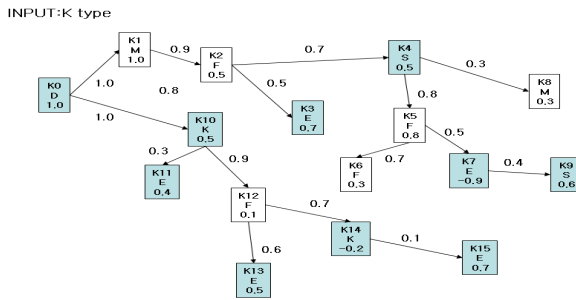 INPUT:K type
K1
M
1.0
0.9
K2
F
0.5
0.7
K4
S
0.5
0.3
K8
M
0.3
K0
D
1.0
1.0
0.8
1.0
K10
K
0.5
0.5
K3
E
0.7
0.8
K5
F
0.8
0.7
0.5
K6
F
0.3
K7
E
-0.9
0.4
K9
S
0.6
0.3
0.9
K11
E
0.4
K12
F
0.1
0.7
K14
K
-0.2
0.1
K15
E
0.7
0.6
K13
E
0.5